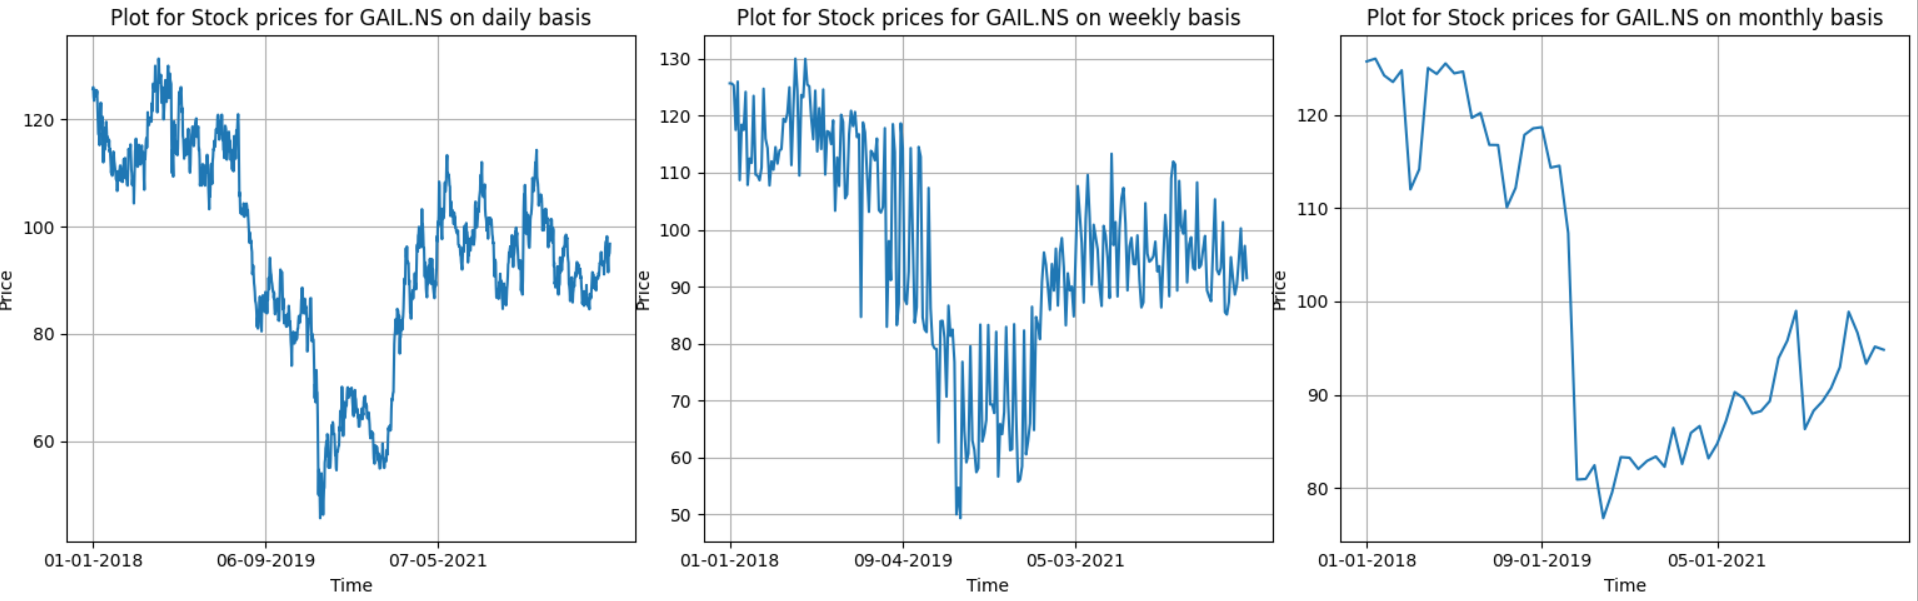 Plot for Stock prices for GAIL.NS on daily basis
Price
120
100
80
60
01-01-2018 06-09-2019 07-05-2021
Time
Plot for Stock prices for GAIL.NS on weekly basis
Price
130
120
110
100
90
80
70
60
50
01-01-2018 09-04-2019 05-03-2021
Time
Plot for Stock prices for GAIL.NS on monthly basis
Price
120
110
100
90
80
01-01-2018 09-01-2019 05-01-2021
Time